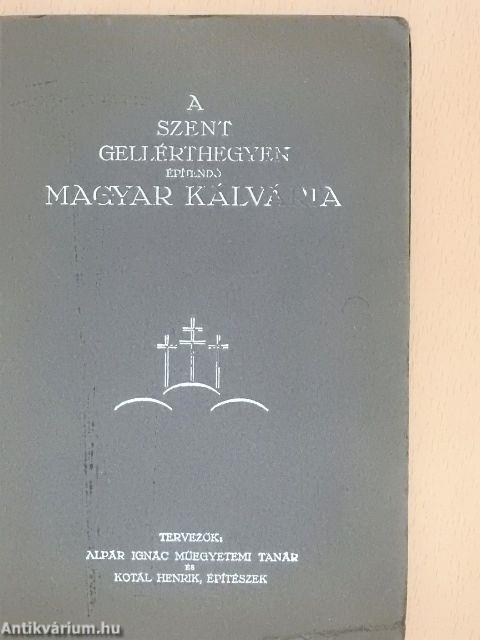 A
SZENT
GELLÉRTHEGYEN
ÉPÍTENDŐ
MAGYAR KÁLVÁRIA
TERVEZŐK:
ALPÁR IGNÁC MŰEGYETEMI TANÁR
ÉS
KOTÁL HENRIK, ÉPÍTÉSZEK
Antikvárium.hu